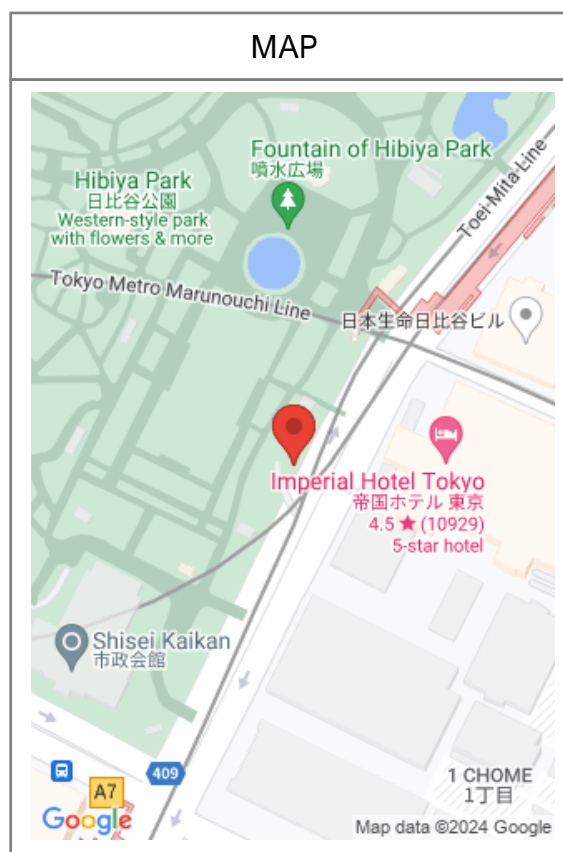 MAP
Fountain of Hibiya Park
噴水広場
Hibiya Park
日比谷公園
Western-style park
with flowers & more
Toei-Mita-Line
Tokyo Metro Marunouchi Line
日本生命日比谷ビル
Imperial Hotel Tokyo
帝国ホテル 東京
4.5 ★ (10929)
5-star hotel
Shisei Kaikan
市政会館
409
A7
1 CHOME
1丁目
Google
Map data ©2024 Google